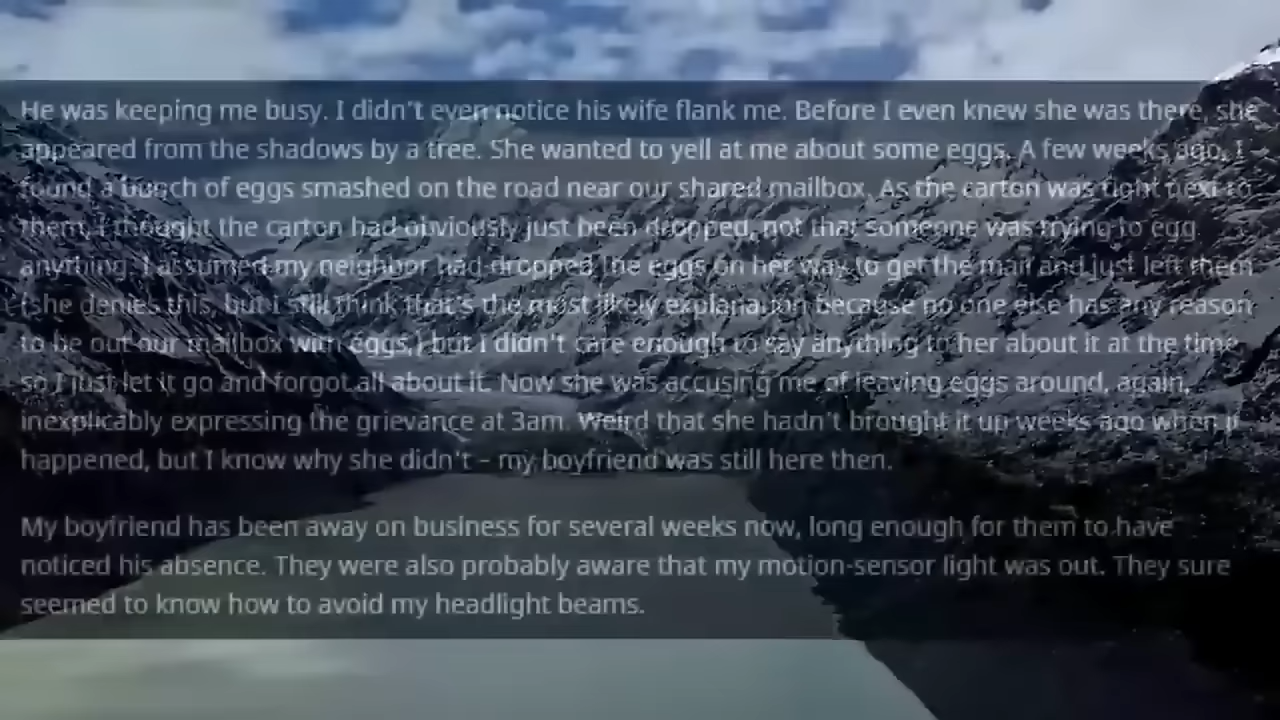 He was keeping me busy. I didn't even notice his wife flank me. Before I even knew she was there, she
appeared from the shadows by a tree. She wanted to yell at me about some eggs. A few weeks ago, I
found a bunch of eggs smashed on the road near our shared mailbox. As the carton was right next to
them, I thought the carton had obviously just been dropped, not that someone was trying to egg
anything. I assumed my neighbor had dropped the eggs on her way to get the mail and just left them
(she denies this, but I still think that's the most likely explanation because no one else has any reason
to be out our mailbox with eggs,) but I didn't care enough to say anything to her about it at the time,
so I just let it go and forgot all about it. Now she was accusing me of leaving eggs around, again,
inexplicably expressing the grievance at 3am. Weird that she hadn't brought it up weeks ago when it
happened, but I know why she didn't – my boyfriend was still here then.
My boyfriend has been away on business for several weeks now, long enough for them to have
noticed his absence. They were also probably aware that my motion-sensor light was out. They sure
seemed to know how to avoid my headlight beams.